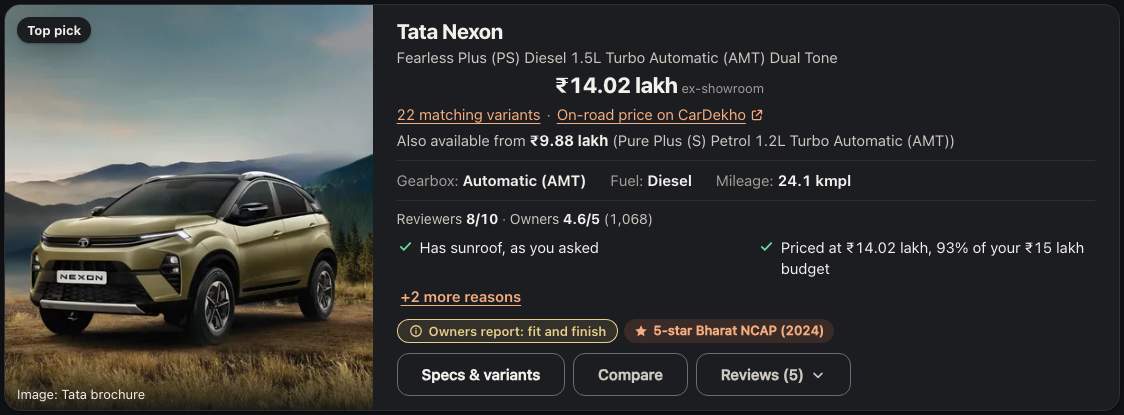 Top pick
Tata Nexon
Fearless Plus (PS) Diesel 1.5L Turbo Automatic (AMT) Dual Tone
₹14.02 lakh ex-showroom
22 matching variants · On-road price on CarDekho
Also available from ₹9.88 lakh (Pure Plus (S) Petrol 1.2L Turbo Automatic (AMT))
Gearbox: Automatic (AMT) Fuel: Diesel Mileage: 24.1 kmpl
Reviewers 8/10 · Owners 4.6/5 (1,068)
Has sunroof, as you asked
Priced at ₹14.02 lakh, 93% of your ₹15 lakh
budget
+2 more reasons
Owners report: fit and finish
5-star Bharat NCAP (2024)
Specs & variants
Compare
Reviews (5)
NEXON
Image: Tata brochure